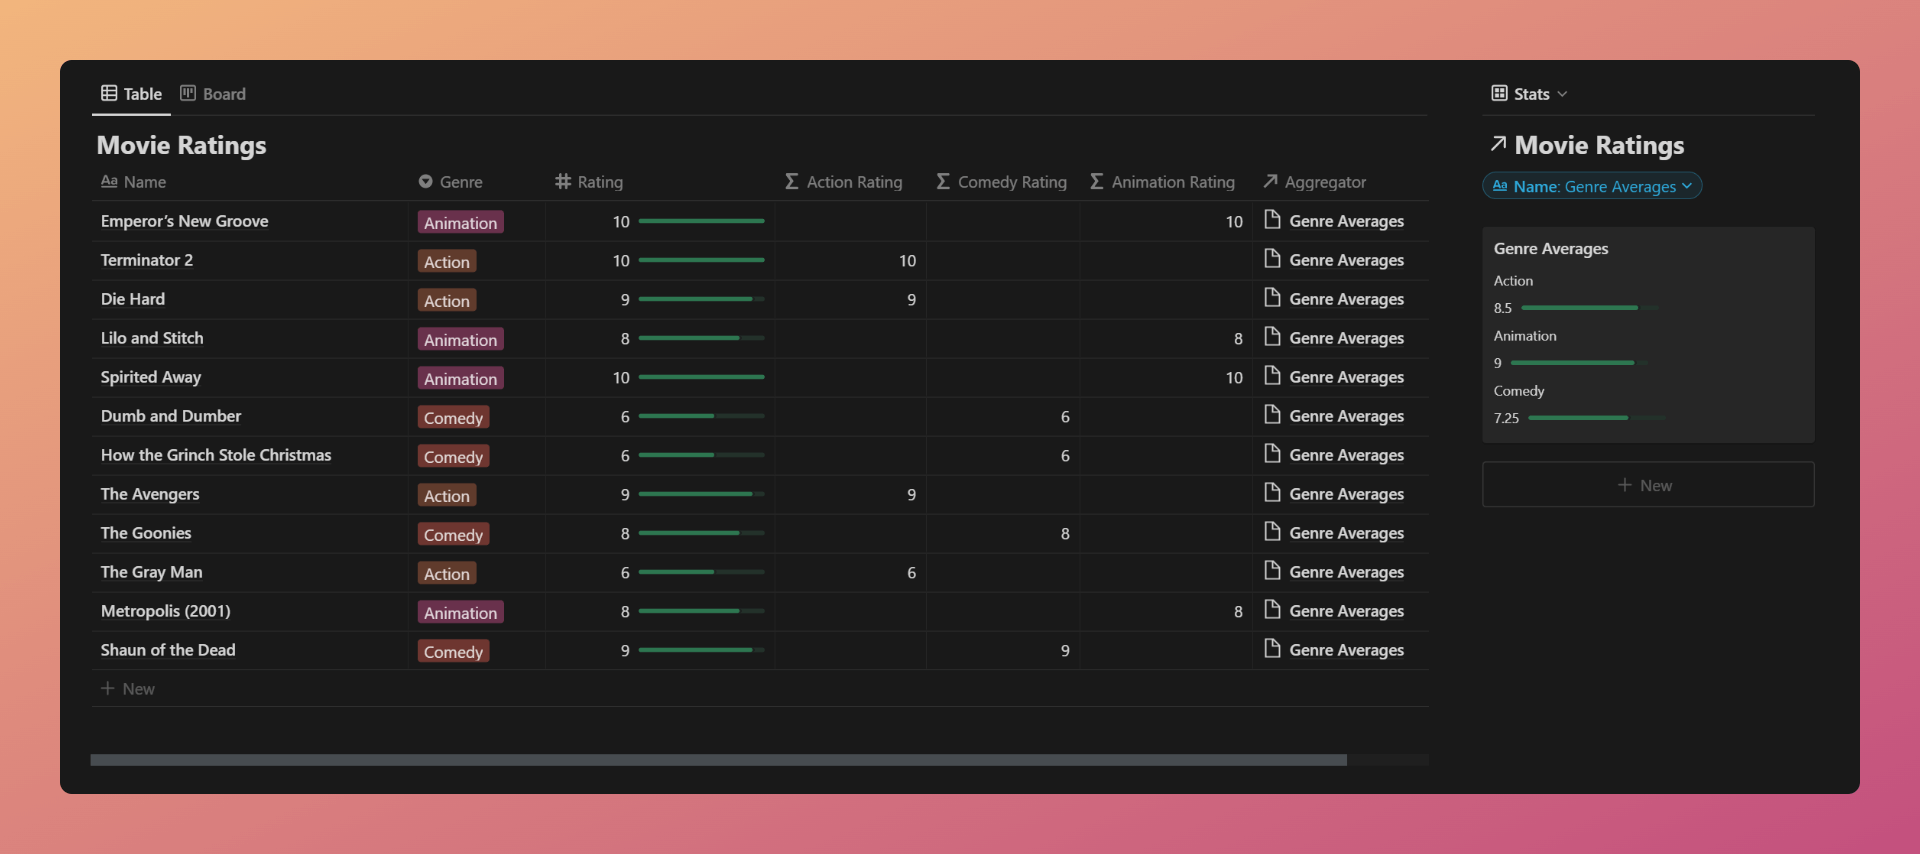 Table Board
Movie Ratings
Aa Name Genre # Rating Σ Action Rating Σ Comedy Rating Σ Animation Rating Aggregator
Emperor’s New Groove Animation 10 10 Genre Averages
Terminator 2 Action 10 10 Genre Averages
Die Hard Action 9 9 Genre Averages
Lilo and Stitch Animation 8 8 Genre Averages
Spirited Away Animation 10 10 Genre Averages
Dumb and Dumber Comedy 6 6 Genre Averages
How the Grinch Stole Christmas Comedy 6 6 Genre Averages
The Avengers Action 9 9 Genre Averages
The Goonies Comedy 8 8 Genre Averages
The Gray Man Action 6 6 Genre Averages
Metropolis (2001) Animation 8 8 Genre Averages
Shaun of the Dead Comedy 9 9 Genre Averages
+ New
Stats
Movie Ratings
Aa Name: Genre Averages
Genre Averages
Action
8.5
Animation
9
Comedy
7.25
+ New